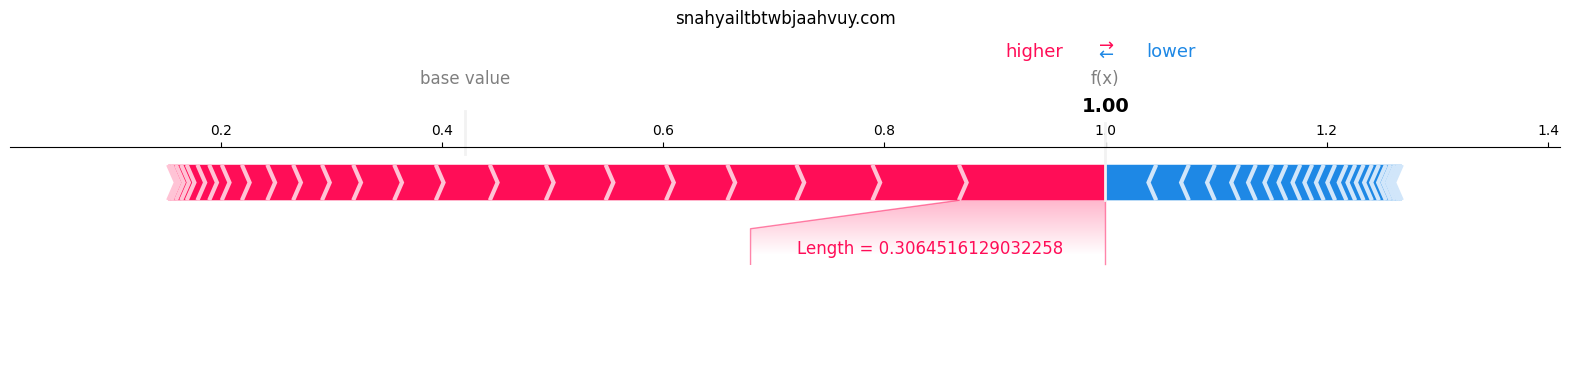 snahyailtbtwbjaahvuy.com
higher ⇄ lower
base value f(x)
1.00
0.2 0.4 0.6 0.8 1.0 1.2 1.4
Length = 0.3064516129032258